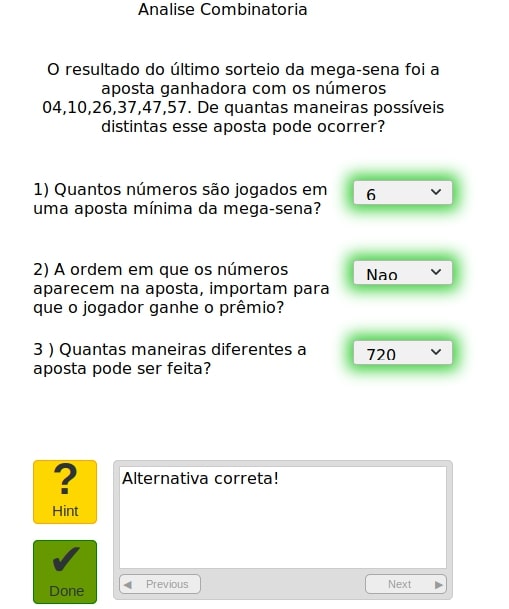 Analise Combinatoria
O resultado do último sorteio da mega-sena foi a
aposta ganhadora com os números
04,10,26,37,47,57. De quantas maneiras possíveis
distintas esse aposta pode ocorrer?
1) Quantos números são jogados em
uma aposta mínima da mega-sena?
6
2) A ordem em que os números
aparecem na aposta, importam para
que o jogador ganhe o prêmio?
Nao
3 ) Quantas maneiras diferentes a
aposta pode ser feita?
720
?
Hint
Alternativa correta!
Done
Previous
Next